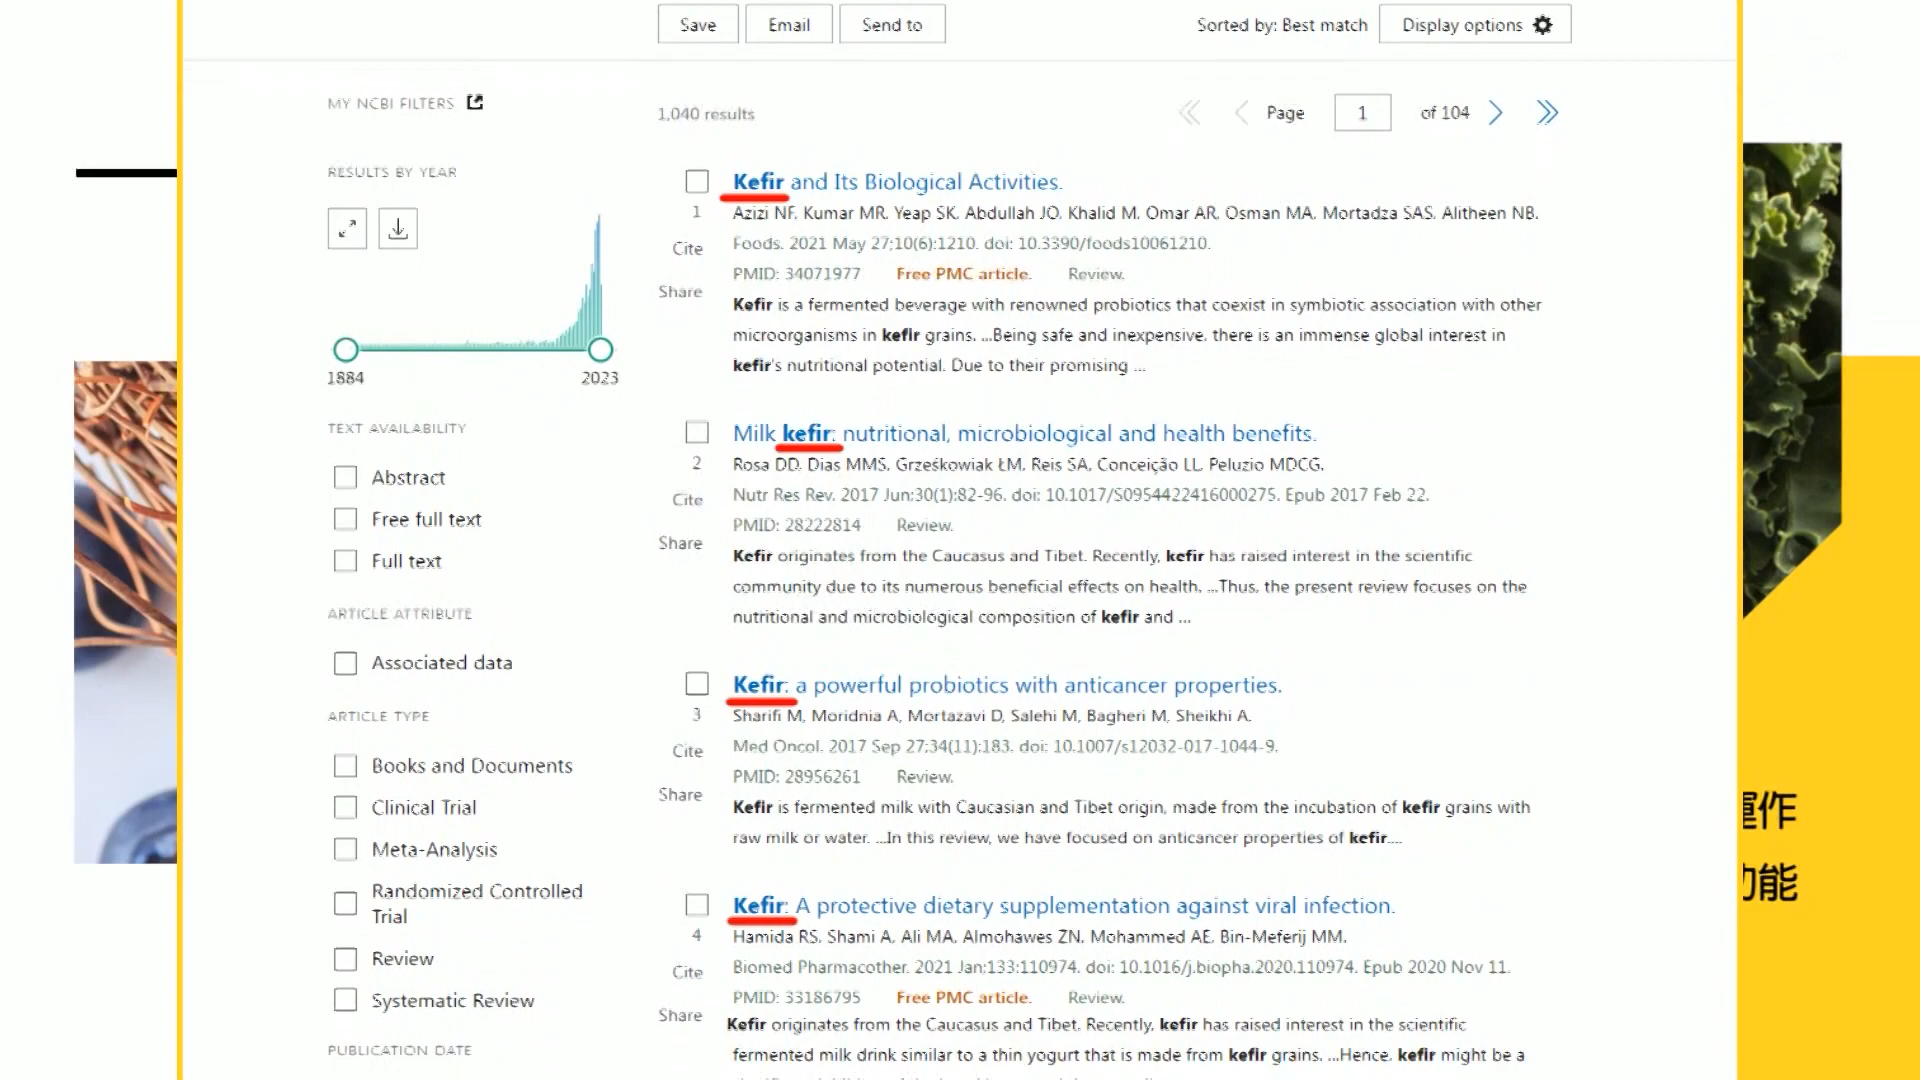 Save Email Send to Sorted by: Best match Display options
MY NCBI FILTERS
1,040 results
Page 1 of 104
RESULTS BY YEAR
1884 2023
TEXT AVAILABILITY
Abstract
Free full text
Full text
ARTICLE ATTRIBUTE
Associated data
ARTICLE TYPE
Books and Documents
Clinical Trial
Meta-Analysis
Randomized Controlled
Trial
Review
Systematic Review
PUBLICATION DATE
Kefir and Its Biological Activities.
1
Azizi NF, Kumar MR, Yeap SK, Abdullah JO, Khalid M, Omar AR, Osman MA, Mortadza SAS, Alitheen NB.
Cite
Foods. 2021 May 27;10(6):1210. doi: 10.3390/foods10061210.
PMID: 34071977 Free PMC article. Review.
Share
Kefir is a fermented beverage with renowned probiotics that coexist in symbiotic association with other
microorganisms in kefir grains. ...Being safe and inexpensive, there is an immense global interest in
kefir's nutritional potential. Due to their promising ...
Milk kefir: nutritional, microbiological and health benefits.
2
Rosa DD, Dias MMS, Grześkowiak ŁM, Reis SA, Conceição LL, Peluzio MDCG.
Cite
Nutr Res Rev. 2017 Jun;30(1):82-96. doi: 10.1017/S0954422416000275. Epub 2017 Feb 22.
PMID: 28222814 Review.
Share
Kefir originates from the Caucasus and Tibet. Recently, kefir has raised interest in the scientific
community due to its numerous beneficial effects on health. ...Thus, the present review focuses on the
nutritional and microbiological composition of kefir and ...
Kefir: a powerful probiotics with anticancer properties.
3
Sharifi M, Moridnia A, Mortazavi D, Salehi M, Bagheri M, Sheikhi A.
Cite
Med Oncol. 2017 Sep 27;34(11):183. doi: 10.1007/s12032-017-1044-9.
PMID: 28956261 Review.
Share
Kefir is fermented milk with Caucasian and Tibet origin, made from the incubation of kefir grains with
raw milk or water. ...In this review, we have focused on anticancer properties of kefir....
Kefir: A protective dietary supplementation against viral infection.
4
Hamida RS, Shami A, Ali MA, Almohawes ZN, Mohammed AE, Bin-Meferij MM.
Cite
Biomed Pharmacother. 2021 Jan;133:110974. doi: 10.1016/j.biopha.2020.110974. Epub 2020 Nov 11.
PMID: 33186795 Free PMC article. Review.
Share
Kefir originates from the Caucasus and Tibet. Recently, kefir has raised interest in the scientific
fermented milk drink similar to a thin yogurt that is made from kefir grains. ...Hence, kefir might be a
運作
功能